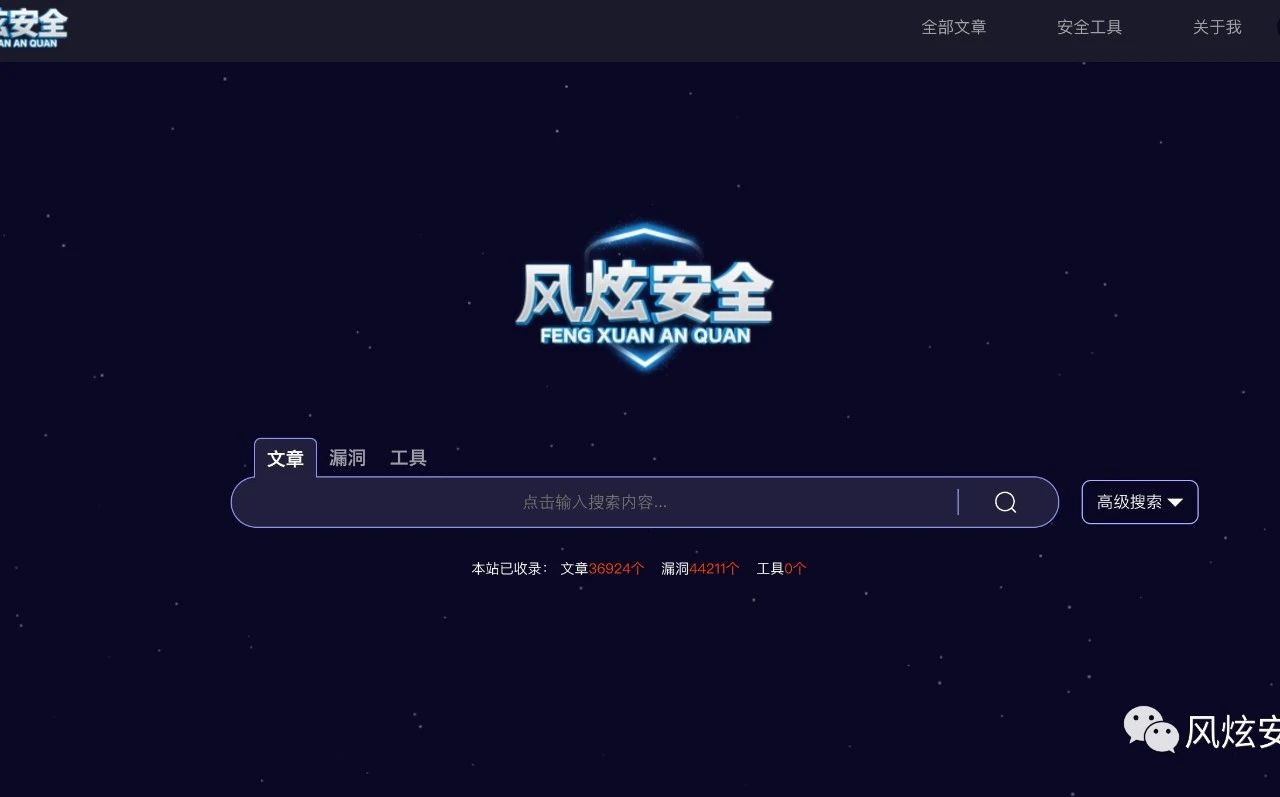 炫安全
AN AN QUAN
全部文章
安全工具
关于我
风炫安全
FENG XUAN AN QUAN
文章
漏洞
工具
点击输入搜索内容...
高级搜索
本站已收录： 文章36924个 漏洞44211个 工具0个
风炫安